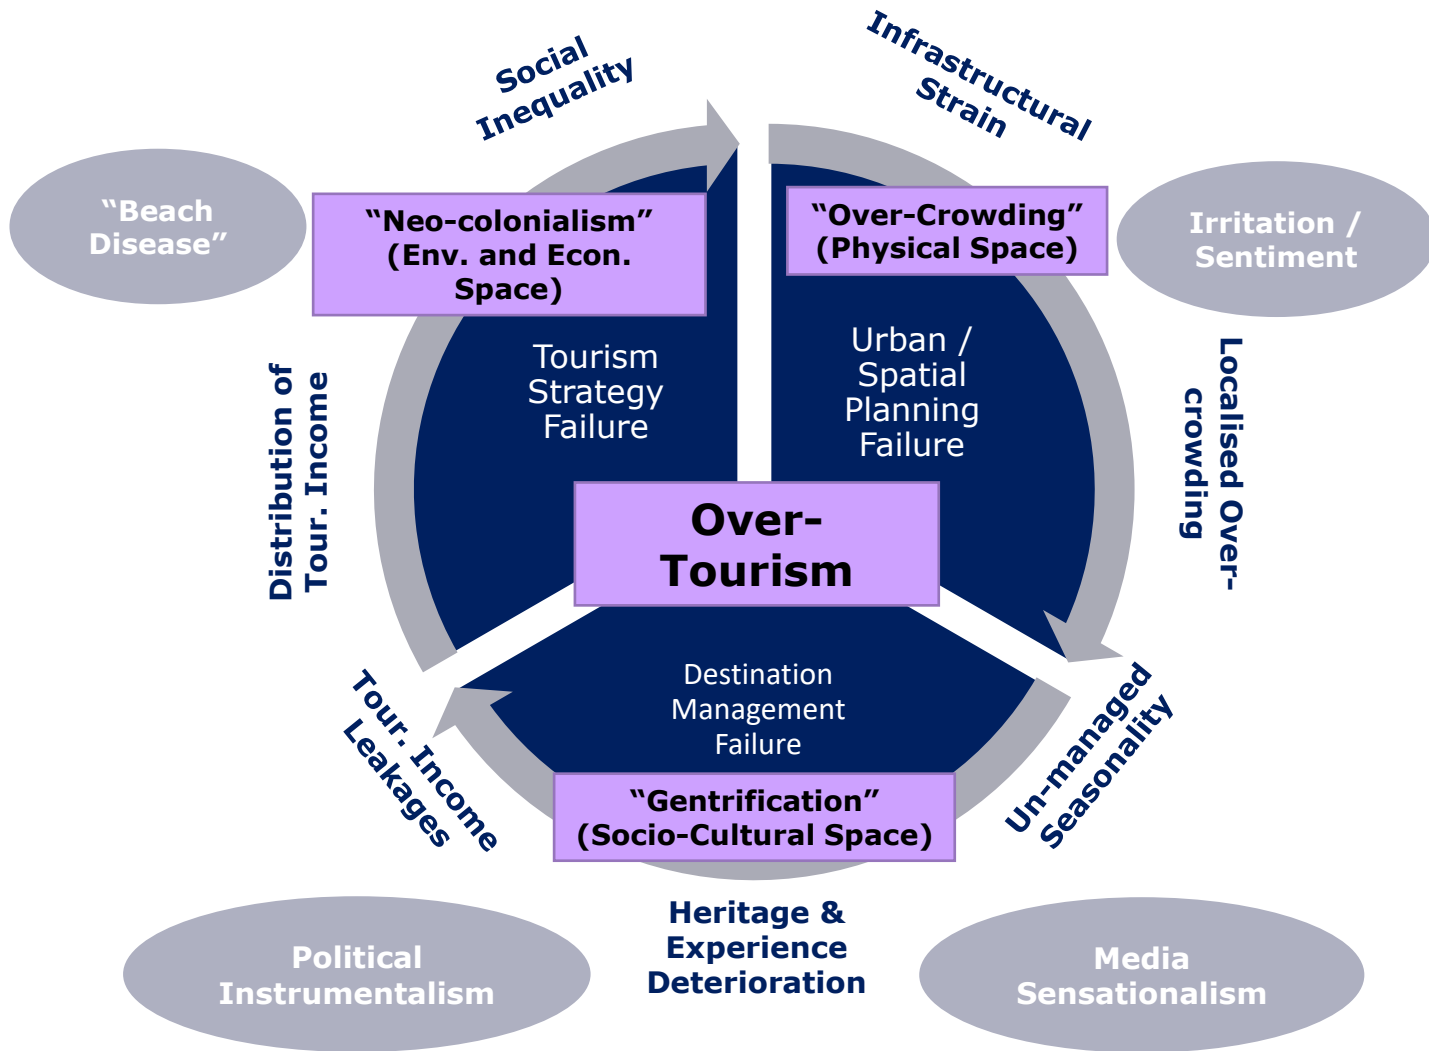 Social
Inequality
Infrastructural
Strain
“Beach
Disease”
“Neo-colonialism”
(Env. and Econ.
Space)
“Over-Crowding”
(Physical Space)
Irritation /
Sentiment
Tourism
Strategy
Failure
Urban /
Spatial
Planning
Failure
Distribution of
Tour. Income
Localised Over-
crowding
Over-
Tourism
Destination
Management
Failure
Tour. Income
Leakages
Un-managed
Seasonality
“Gentrification”
(Socio-Cultural Space)
Heritage &
Experience
Deterioration
Political
Instrumentalism
Media
Sensationalism